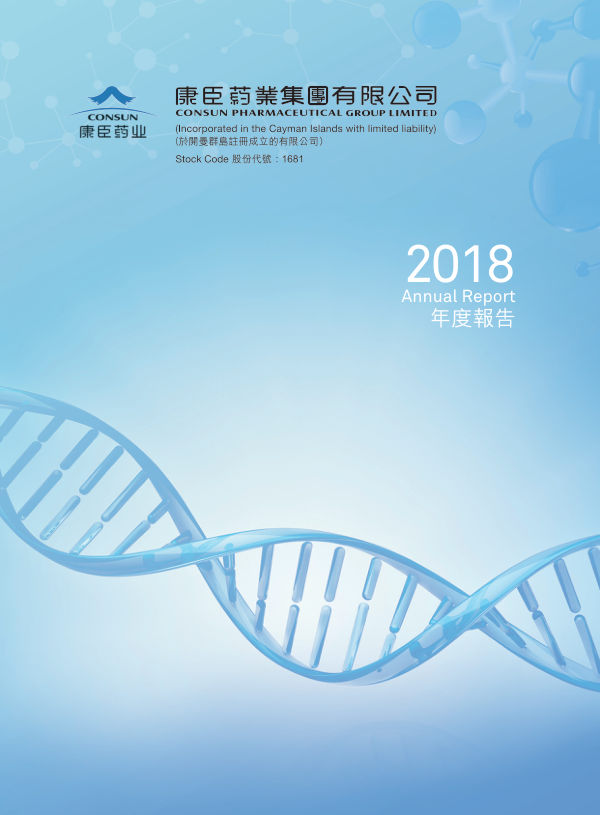 CONSUN
康臣药业
康臣葯業集團有限公司
CONSUN PHARMACEUTICAL GROUP LIMITED
(Incorporated in the Cayman Islands with limited liability)
(於開曼群島註冊成立的有限公司)
Stock Code 股份代號：1681
2018
Annual Report
年度報告